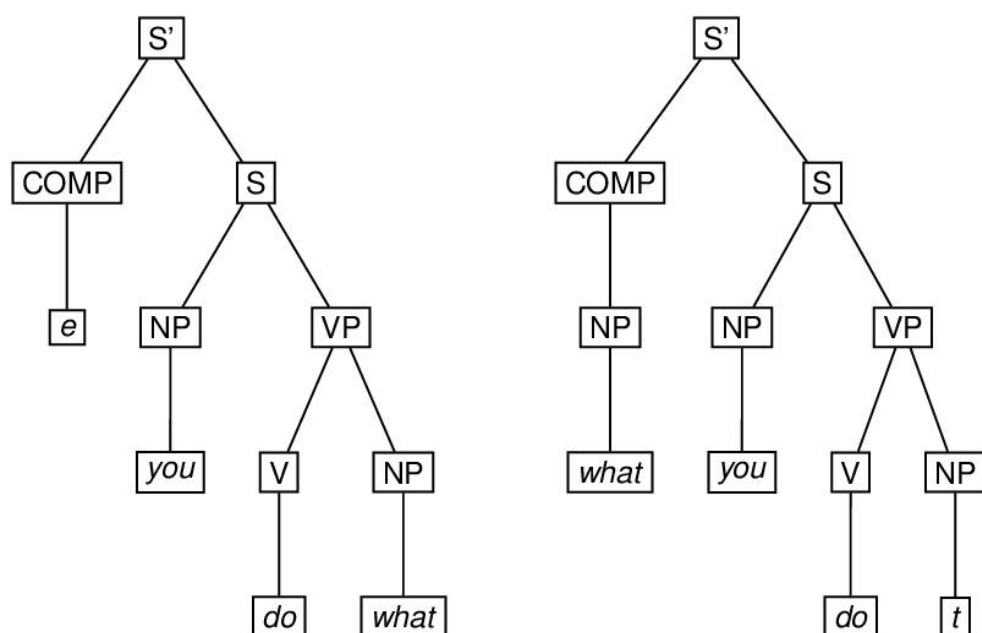 S’ S’
COMP S COMP S
e NP VP NP NP VP
you V NP what you V NP
do what do t